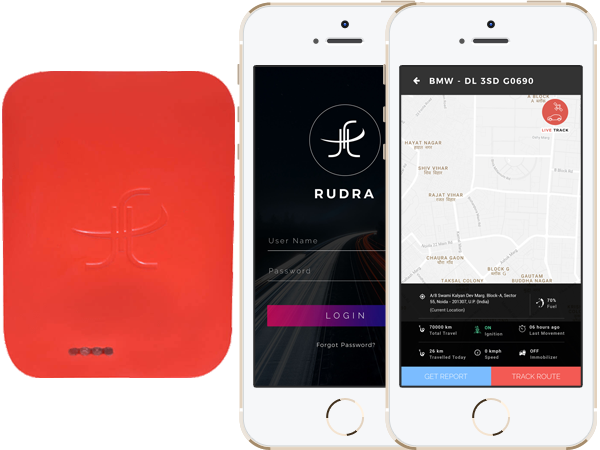 RUDRA
User Name
Password
LOGIN
Forgot Password?
BMW - DL 3SD G0690
LIVE TRACK
HAYAT NAGAR
SHIV VIHAR
शिव विहार
RAJAT VIHAR
रजत विहार
CHAURA GAON
चौरा गाँव
TAKSAL COLONY
BLOCK G
ब्लॉक जी
GAUTAM
BUDDHA NAGAR
A/8 Swami Kalyan Dev Marg, Block-A, Sector
55, Noida - 201307, U.P (India)
(Current Location)
70%
Fuel
70000 km
Total Travel
ON
Ignition
06 hours ago
Last Movement
26 km
Travelled Today
0 kmph
Speed
OFF
Immobilizer
GET REPORT
TRACK ROUTE